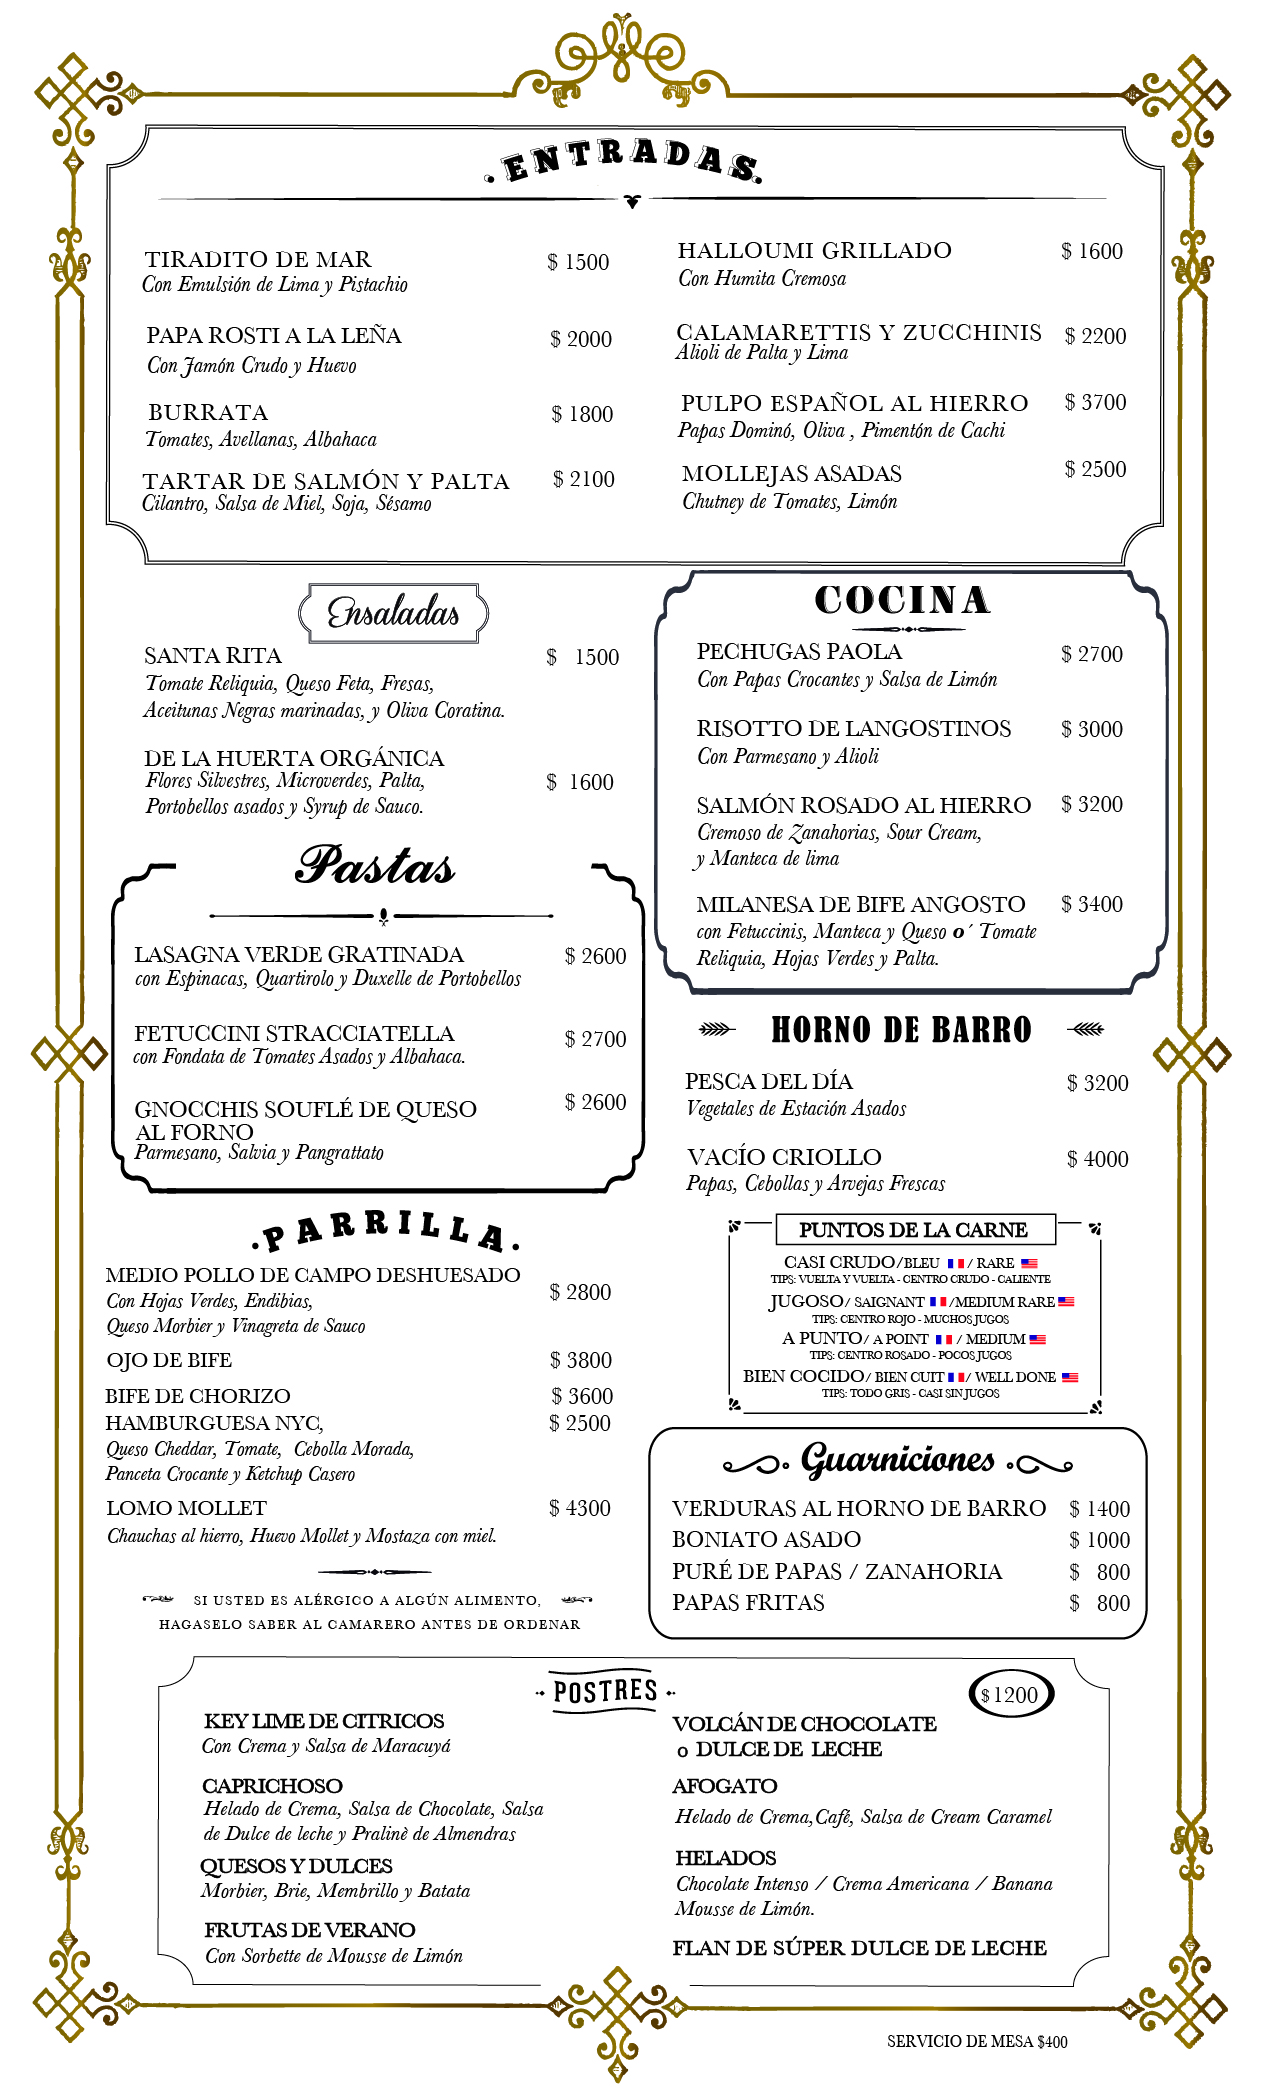 ENTRADAS
TIRADITO DE MAR $ 1500
Con Emulsión de Lima y Pistachio
PAPA ROSTI A LA LEÑA $ 2000
Con Jamón Crudo y Huevo
BURRATA $ 1800
Tomates, Avellanas, Albahaca
TARTAR DE SALMÓN Y PALTA $ 2100
Cilantro, Salsa de Miel, Soja, Sésamo
HALLOUMI GRILLADO $ 1600
Con Humita Cremosa
CALAMARETTIS Y ZUCCHINIS $ 2200
Alioli de Palta y Lima
PULPO ESPAÑOL AL HIERRO $ 3700
Papas Dominó, Oliva , Pimentón de Cachi
MOLLEJAS ASADAS $ 2500
Chutney de Tomates, Limón
Ensaladas
SANTA RITA $ 1500
Tomate Reliquia, Queso Feta, Fresas,
Aceitunas Negras marinadas, y Oliva Coratina.
DE LA HUERTA ORGÁNICA
Flores Silvestres, Microverdes, Palta, $ 1600
Portobellos asados y Syrup de Sauco.
Pastas
LASAGNA VERDE GRATINADA $ 2600
con Espinacas, Quartirolo y Duxelle de Portobellos
FETUCCINI STRACCIATELLA $ 2700
con Fondata de Tomates Asados y Albahaca.
GNOCCHIS SOUFLÉ DE QUESO $ 2600
AL FORNO
Parmesano, Salvia y Pangrattato
PARRILLA
MEDIO POLLO DE CAMPO DESHUESADO
Con Hojas Verdes, Endibias, $ 2800
Queso Morbier y Vinagreta de Sauco
OJO DE BIFE $ 3800
BIFE DE CHORIZO $ 3600
HAMBURGUESA NYC, $ 2500
Queso Cheddar, Tomate, Cebolla Morada,
Panceta Crocante y Ketchup Casero
LOMO MOLLET $ 4300
Chauchas al hierro, Huevo Mollet y Mostaza con miel.
SI USTED ES ALÉRGICO A ALGÚN ALIMENTO,
HAGASELO SABER AL CAMARERO ANTES DE ORDENAR
COCINA
PECHUGAS PAOLA $ 2700
Con Papas Crocantes y Salsa de Limón
RISOTTO DE LANGOSTINOS $ 3000
Con Parmesano y Alioli
SALMÓN ROSADO AL HIERRO $ 3200
Cremoso de Zanahorias, Sour Cream,
y Manteca de lima
MILANESA DE BIFE ANGOSTO $ 3400
con Fetuccinis, Manteca y Queso o´ Tomate
Reliquia, Hojas Verdes y Palta.
HORNO DE BARRO
PESCA DEL DÍA $ 3200
Vegetales de Estación Asados
VACÍO CRIOLLO $ 4000
Papas, Cebollas y Arvejas Frescas
PUNTOS DE LA CARNE
CASI CRUDO/BLEU / RARE
TIPS: VUELTA Y VUELTA - CENTRO CRUDO - CALIENTE
JUGOSO/ SAIGNANT /MEDIUM RARE
TIPS: CENTRO ROJO - MUCHOS JUGOS
A PUNTO/ A POINT / MEDIUM
TIPS: CENTRO ROSADO - POCOS JUGOS
BIEN COCIDO/ BIEN CUIT / WELL DONE
TIPS: TODO GRIS - CASI SIN JUGOS
Guarniciones
VERDURAS AL HORNO DE BARRO $ 1400
BONIATO ASADO $ 1000
PURÉ DE PAPAS / ZANAHORIA $ 800
PAPAS FRITAS $ 800
POSTRES $1200
KEY LIME DE CITRICOS
Con Crema y Salsa de Maracuyá
CAPRICHOSO
Helado de Crema, Salsa de Chocolate, Salsa
de Dulce de leche y Pralinè de Almendras
QUESOS Y DULCES
Morbier, Brie, Membrillo y Batata
FRUTAS DE VERANO
Con Sorbette de Mousse de Limón
VOLCÁN DE CHOCOLATE
o DULCE DE LECHE
AFOGATO
Helado de Crema,Cafê, Salsa de Cream Caramel
HELADOS
Chocolate Intenso / Crema Americana / Banana
Mousse de Limón.
FLAN DE SÚPER DULCE DE LECHE
SERVICIO DE MESA $400